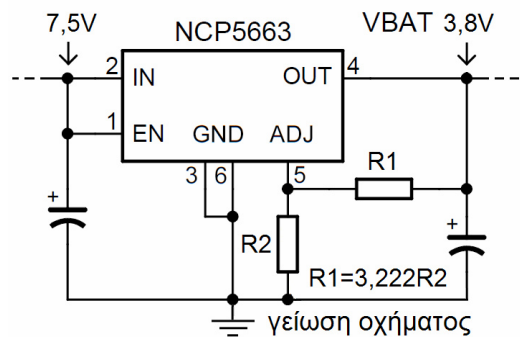 7,5V
NCP5663
VBAT 3,8V
2
IN
OUT
4
1
EN
GND
ADJ
3
6
5
R1
+
R2
+
R1=3,222R2
γείωση οχήματος